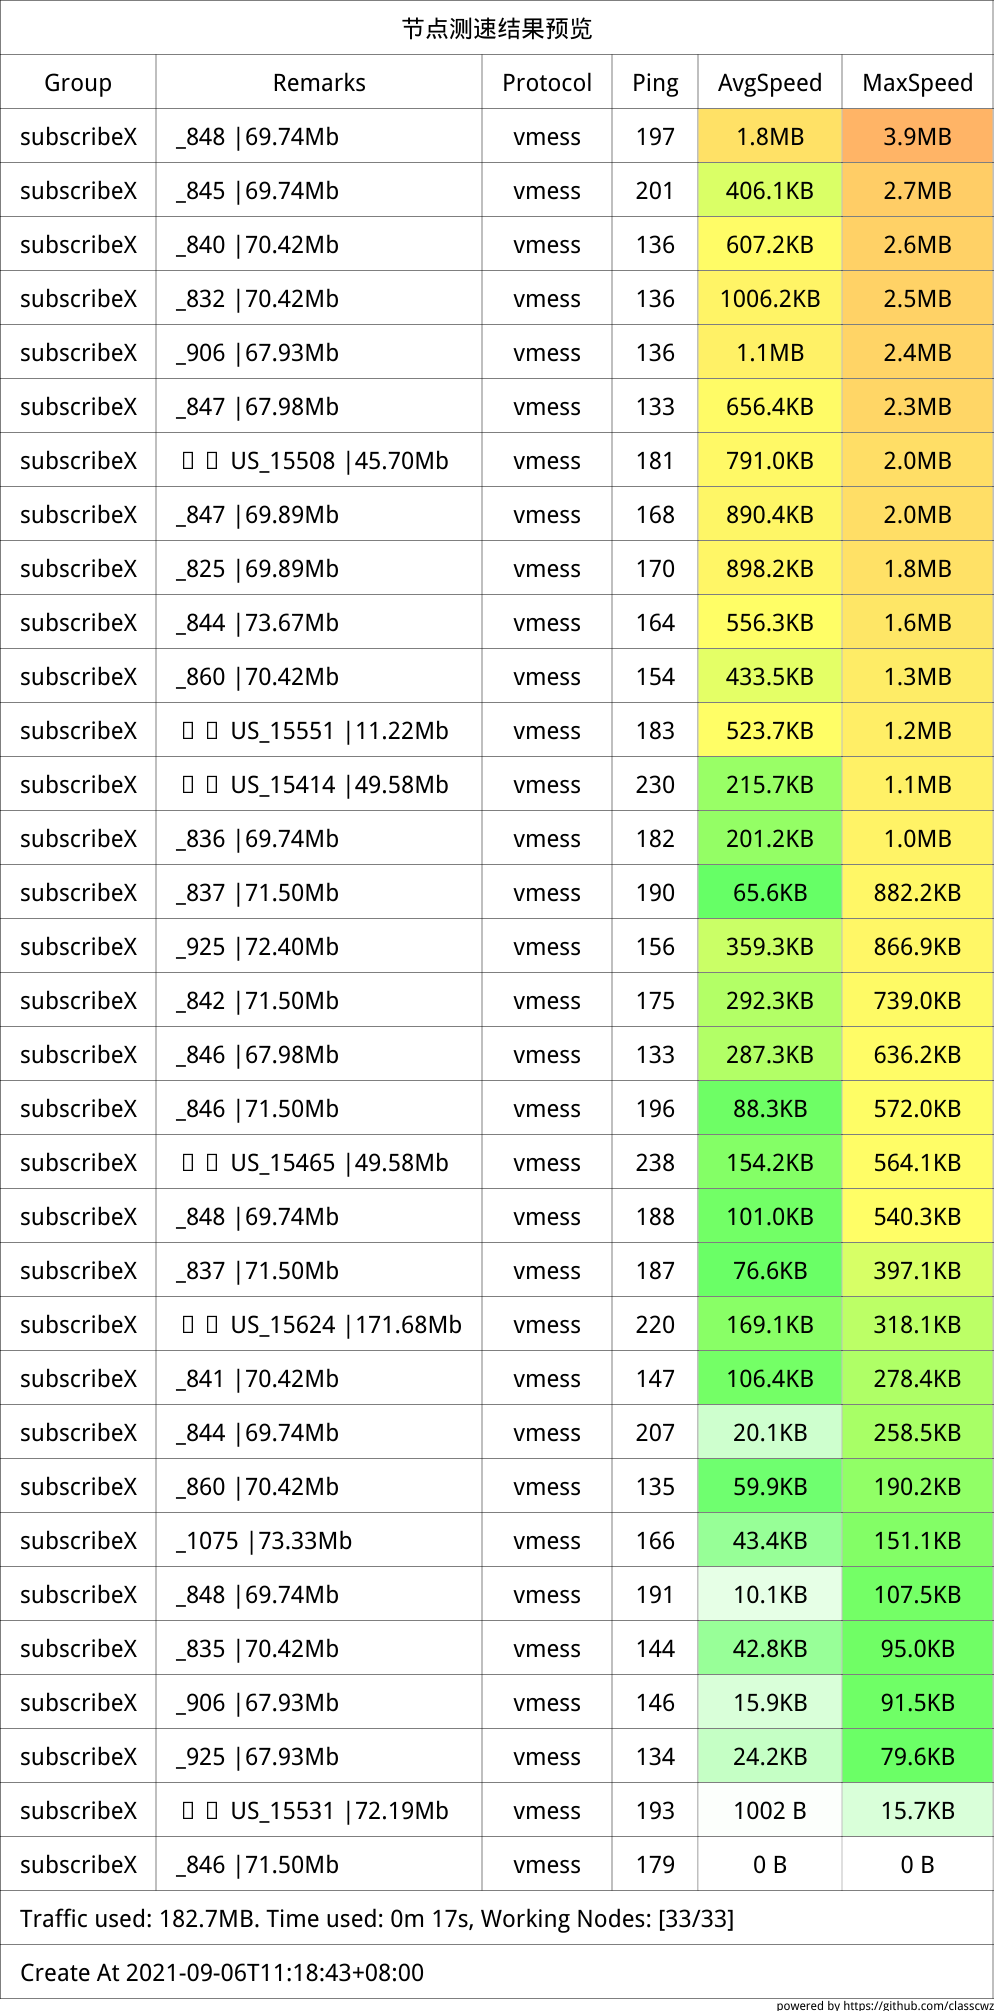 节点测速结果预览
Group Remarks Protocol Ping AvgSpeed MaxSpeed
subscribeX _848 |69.74Mb vmess 197 1.8MB 3.9MB
subscribeX _845 |69.74Mb vmess 201 406.1KB 2.7MB
subscribeX _840 |70.42Mb vmess 136 607.2KB 2.6MB
subscribeX _832 |70.42Mb vmess 136 1006.2KB 2.5MB
subscribeX _906 |67.93Mb vmess 136 1.1MB 2.4MB
subscribeX _847 |67.98Mb vmess 133 656.4KB 2.3MB
subscribeX US_15508 |45.70Mb vmess 181 791.0KB 2.0MB
subscribeX _847 |69.89Mb vmess 168 890.4KB 2.0MB
subscribeX _825 |69.89Mb vmess 170 898.2KB 1.8MB
subscribeX _844 |73.67Mb vmess 164 556.3KB 1.6MB
subscribeX _860 |70.42Mb vmess 154 433.5KB 1.3MB
subscribeX US_15551 |11.22Mb vmess 183 523.7KB 1.2MB
subscribeX US_15414 |49.58Mb vmess 230 215.7KB 1.1MB
subscribeX _836 |69.74Mb vmess 182 201.2KB 1.0MB
subscribeX _837 |71.50Mb vmess 190 65.6KB 882.2KB
subscribeX _925 |72.40Mb vmess 156 359.3KB 866.9KB
subscribeX _842 |71.50Mb vmess 175 292.3KB 739.0KB
subscribeX _846 |67.98Mb vmess 133 287.3KB 636.2KB
subscribeX _846 |71.50Mb vmess 196 88.3KB 572.0KB
subscribeX US_15465 |49.58Mb vmess 238 154.2KB 564.1KB
subscribeX _848 |69.74Mb vmess 188 101.0KB 540.3KB
subscribeX _837 |71.50Mb vmess 187 76.6KB 397.1KB
subscribeX US_15624 |171.68Mb vmess 220 169.1KB 318.1KB
subscribeX _841 |70.42Mb vmess 147 106.4KB 278.4KB
subscribeX _844 |69.74Mb vmess 207 20.1KB 258.5KB
subscribeX _860 |70.42Mb vmess 135 59.9KB 190.2KB
subscribeX _1075 |73.33Mb vmess 166 43.4KB 151.1KB
subscribeX _848 |69.74Mb vmess 191 10.1KB 107.5KB
subscribeX _835 |70.42Mb vmess 144 42.8KB 95.0KB
subscribeX _906 |67.93Mb vmess 146 15.9KB 91.5KB
subscribeX _925 |67.93Mb vmess 134 24.2KB 79.6KB
subscribeX US_15531 |72.19Mb vmess 193 1002 B 15.7KB
subscribeX _846 |71.50Mb vmess 179 0 B 0 B
Traffic used: 182.7MB. Time used: 0m 17s, Working Nodes: [33/33]
Create At 2021-09-06T11:18:43+08:00
powered by https://github.com/classcwz